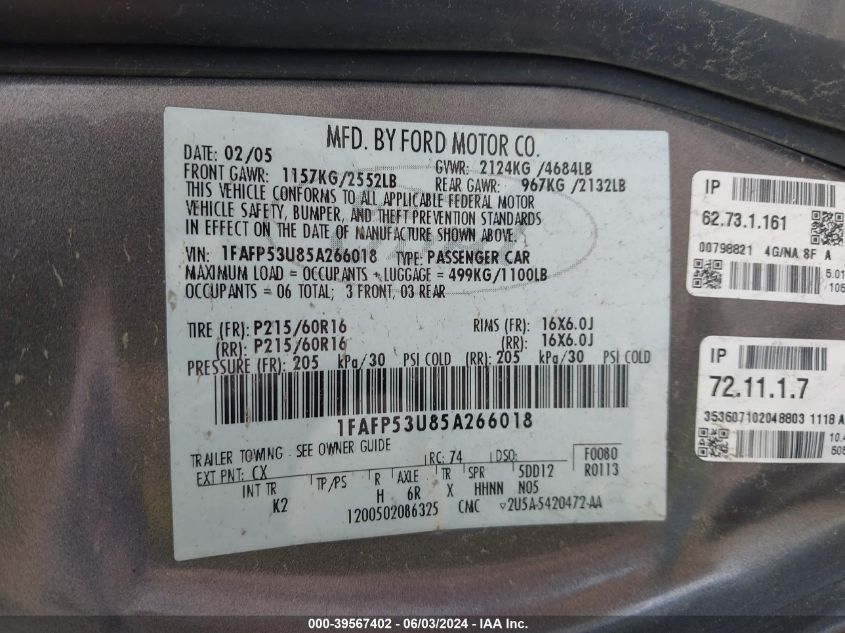 MFD. BY FORD MOTOR CO.
DATE: 02/05
GVWR: 2124KG /4684LB
FRONT GAWR: 1157KG/2552LB
REAR GAWR: 967KG /2132LB
THIS VEHICLE CONFORMS TO ALL APPLICABLE FEDERAL MOTOR
VEHICLE SAFETY, BUMPER, AND THEFT PREVENTION STANDARDS
IN EFFECT ON THE DATE OF MANUFACTURE SHOWN ABOVE.
VIN: 1FAFP53U85A266018 TYPE: PASSENGER CAR
MAXIMUM LOAD = OCCUPANTS + LUGGAGE = 499KG/1100LB
OCCUPANTS = 06 TOTAL; 3 FRONT, 03 REAR
TIRE (FR): P215/60R16 RIMS (FR): 16X6.0J
(RR): P215/60R16 (RR): 16X6.0J
PRESSURE (FR): 205 kPa/30 PSI COLD (RR): 205 kPa/30 PSI COLD
1FAFP53U85A266018
TRAILER TOWING - SEE OWNER GUIDE
EXT PNT: CX RC: 74 DSO: F0080
R0113
INT TR TP/PS R AXLE TR SPR 5DD12
K2 H 6R X HHNN N05
1200502086325 CMC 2U5A-5420472-AA
IP
62.73.1.161
00798821 4G/NA 8F A
5.01
IP
72.11.1.7
353607102048803 1118 A
10.4
000-39567402 - 06/03/2024 - IAA Inc.